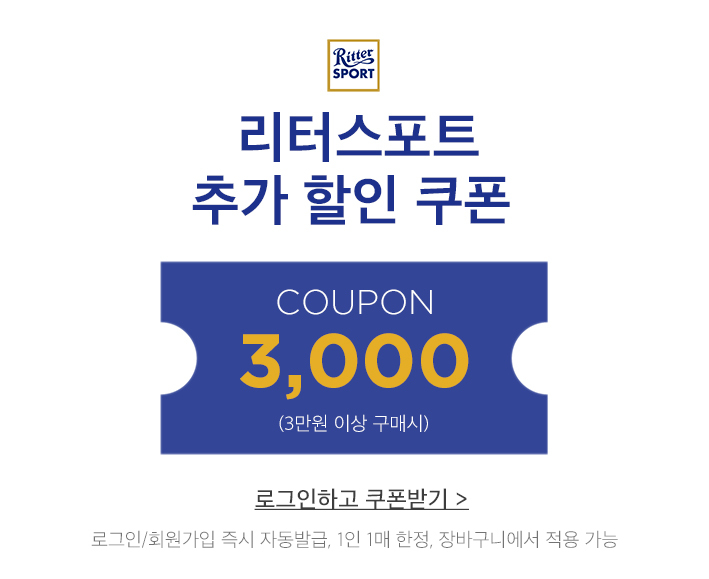 Ritter
SPORT
리터스포트
추가 할인 쿠폰
COUPON
3,000
(3만원 이상 구매시)
로그인하고 쿠폰받기 >
로그인/회원가입 즉시 자동발급, 1인 1매 한정, 장바구니에서 적용 가능